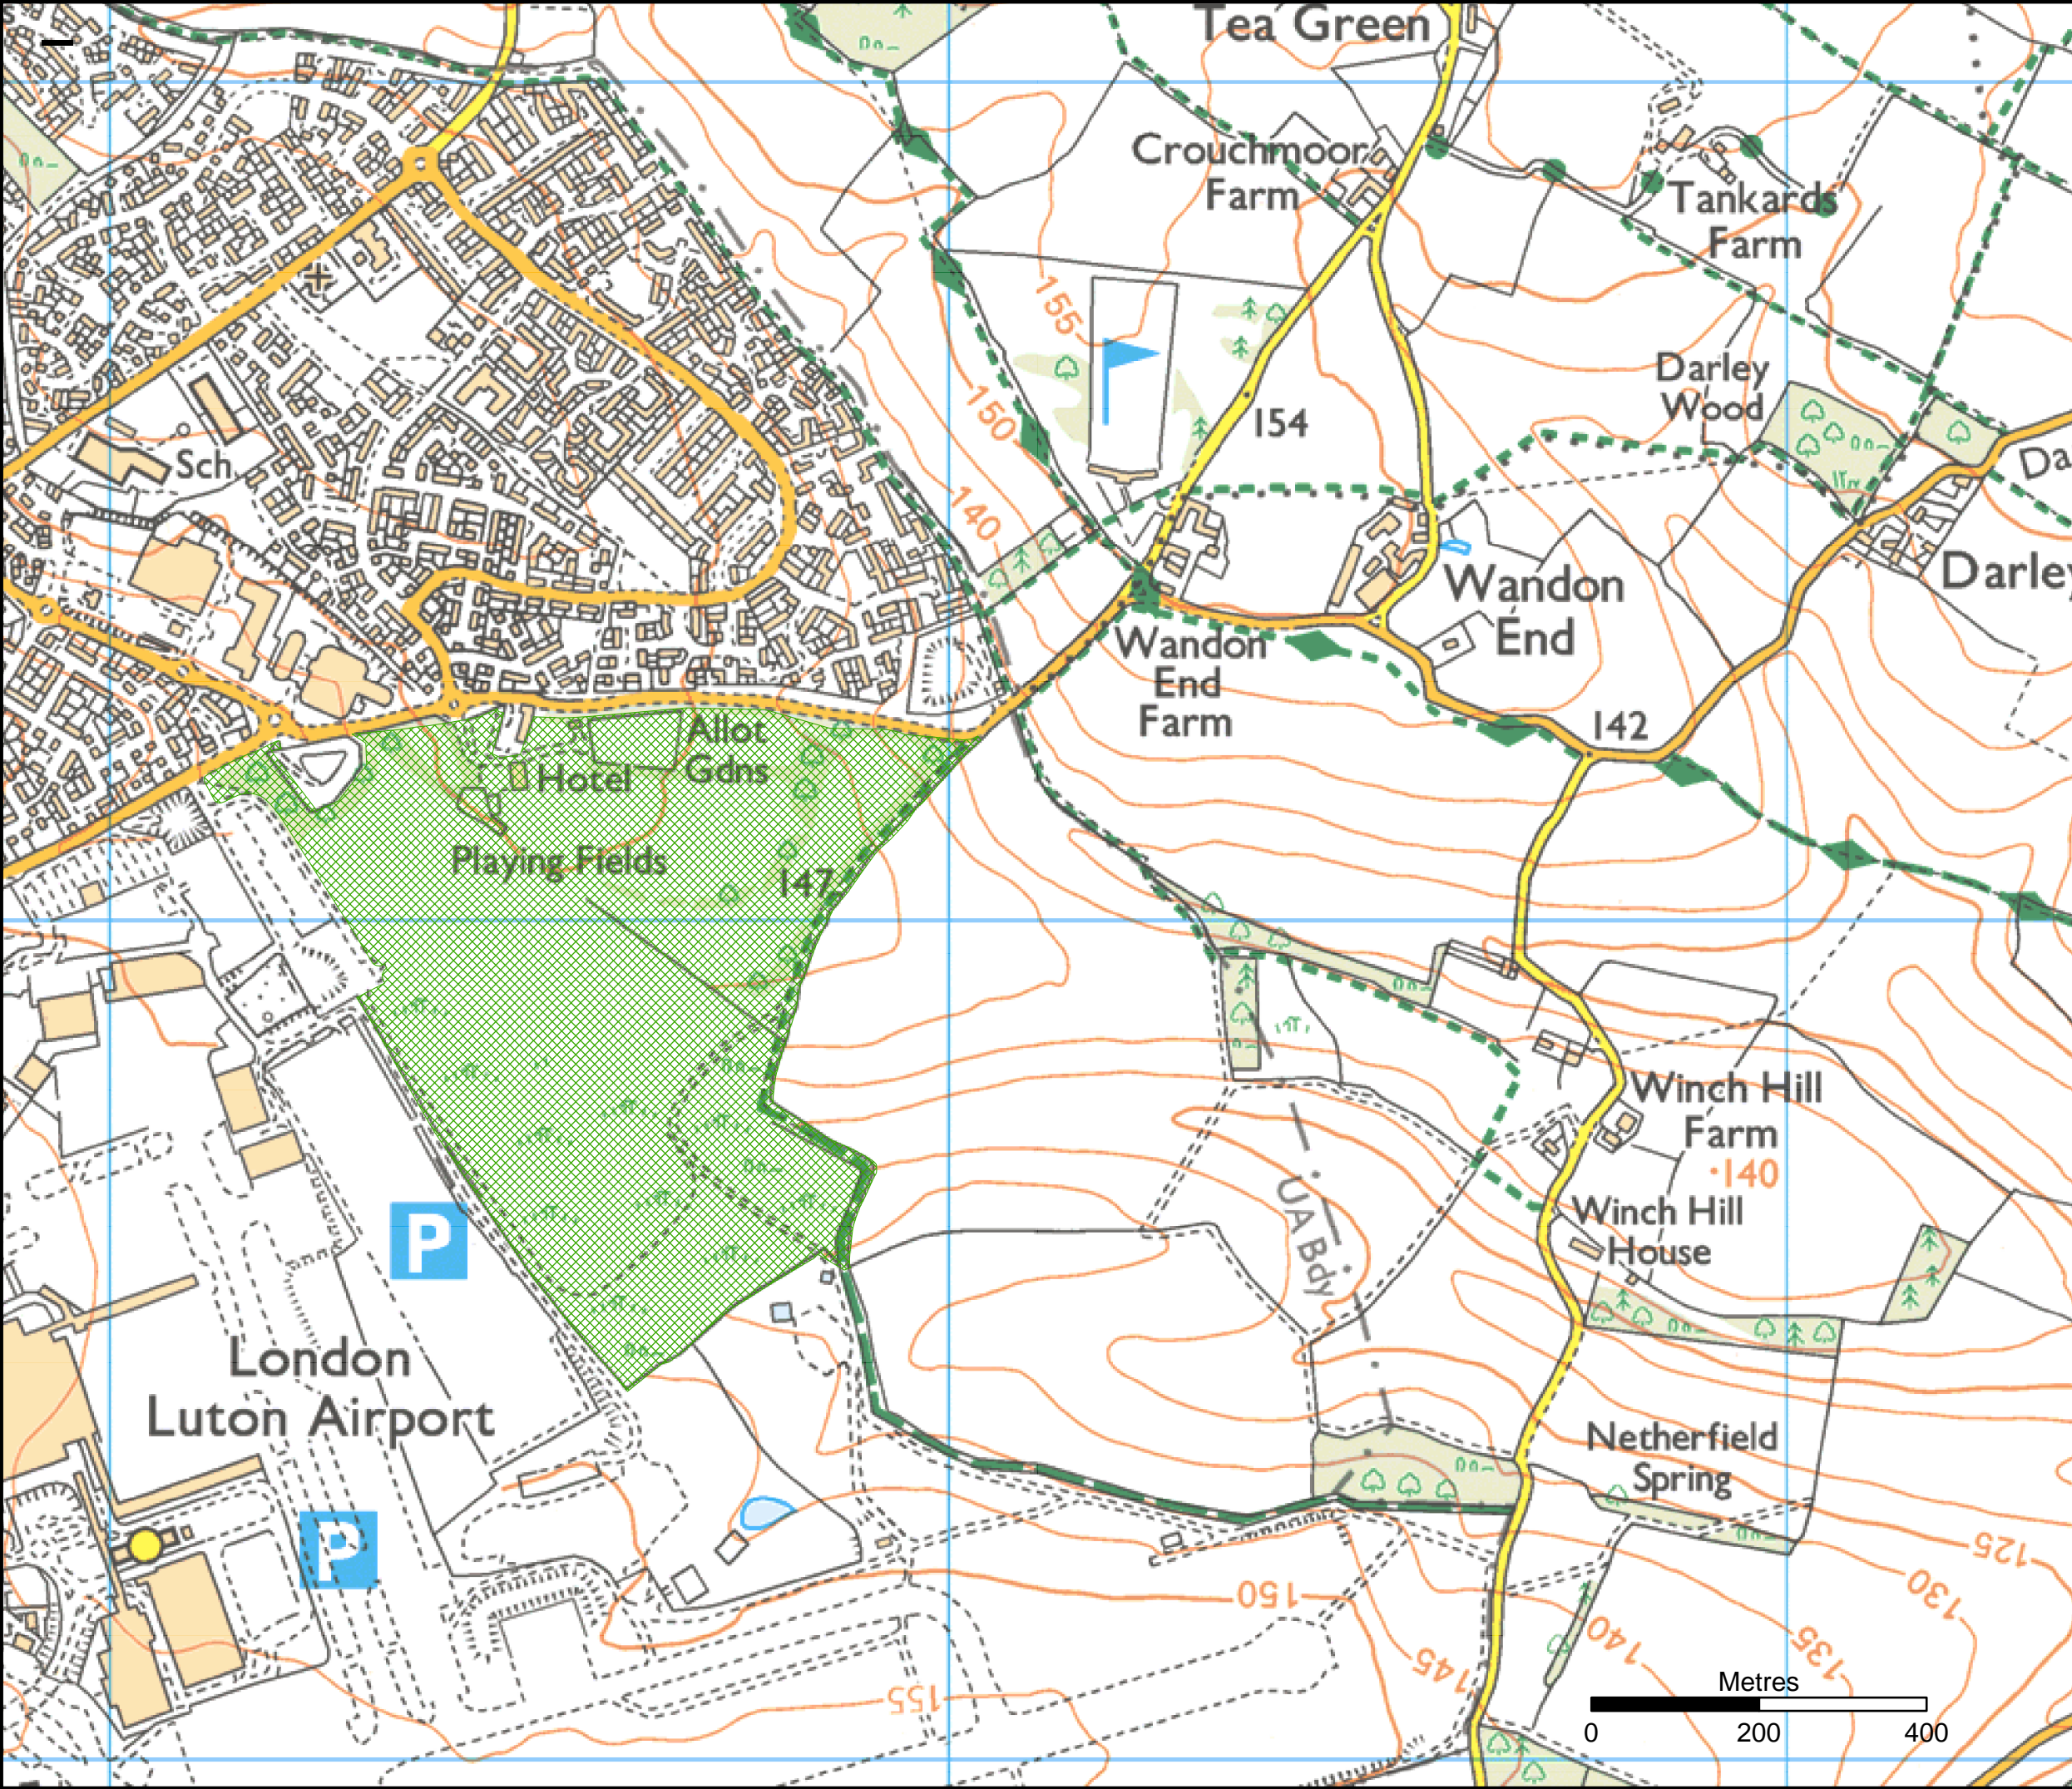 Tea Green
Crouchmoor
Farm
Tankards
Farm
155
Darley
Wood
150
154
Sch
140
Da
Wandon
End
Darley
Wandon
End
Farm
142
Allot
Gdns
Hotel
Playing Fields
147
Winch Hill
Farm
140
UA Bdy
Winch Hill
House
P
London
Luton Airport
Netherfield
Spring
P
125
130
150
140
135
145
155
Metres
0 200 400